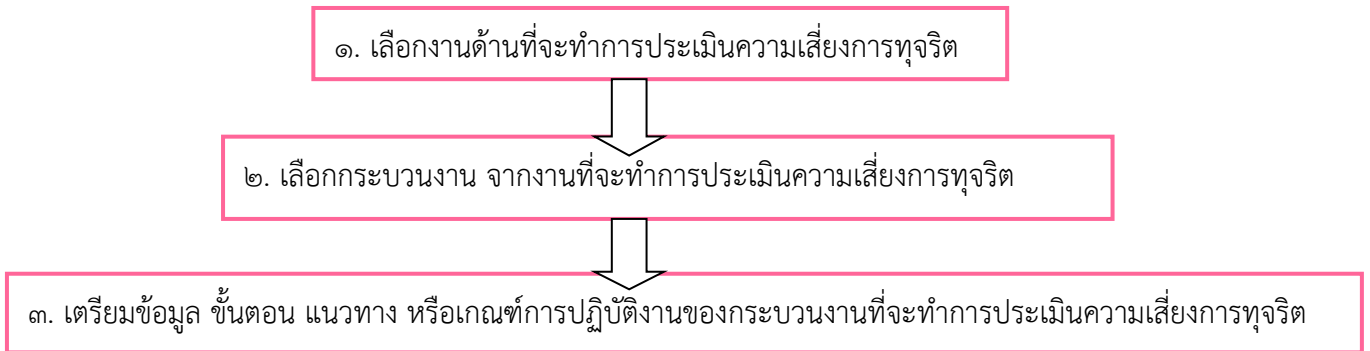 ๑. เลือกงานด้านที่จะทำการประเมินความเสี่ยงการทุจริต
๒. เลือกกระบวนงาน จากงานที่จะทำการประเมินความเสี่ยงการทุจริต
๓. เตรียมข้อมูล ขั้นตอน แนวทาง หรือเกณฑ์การปฏิบัติงานของกระบวนงานที่จะทำการประเมินความเสี่ยงการทุจริต